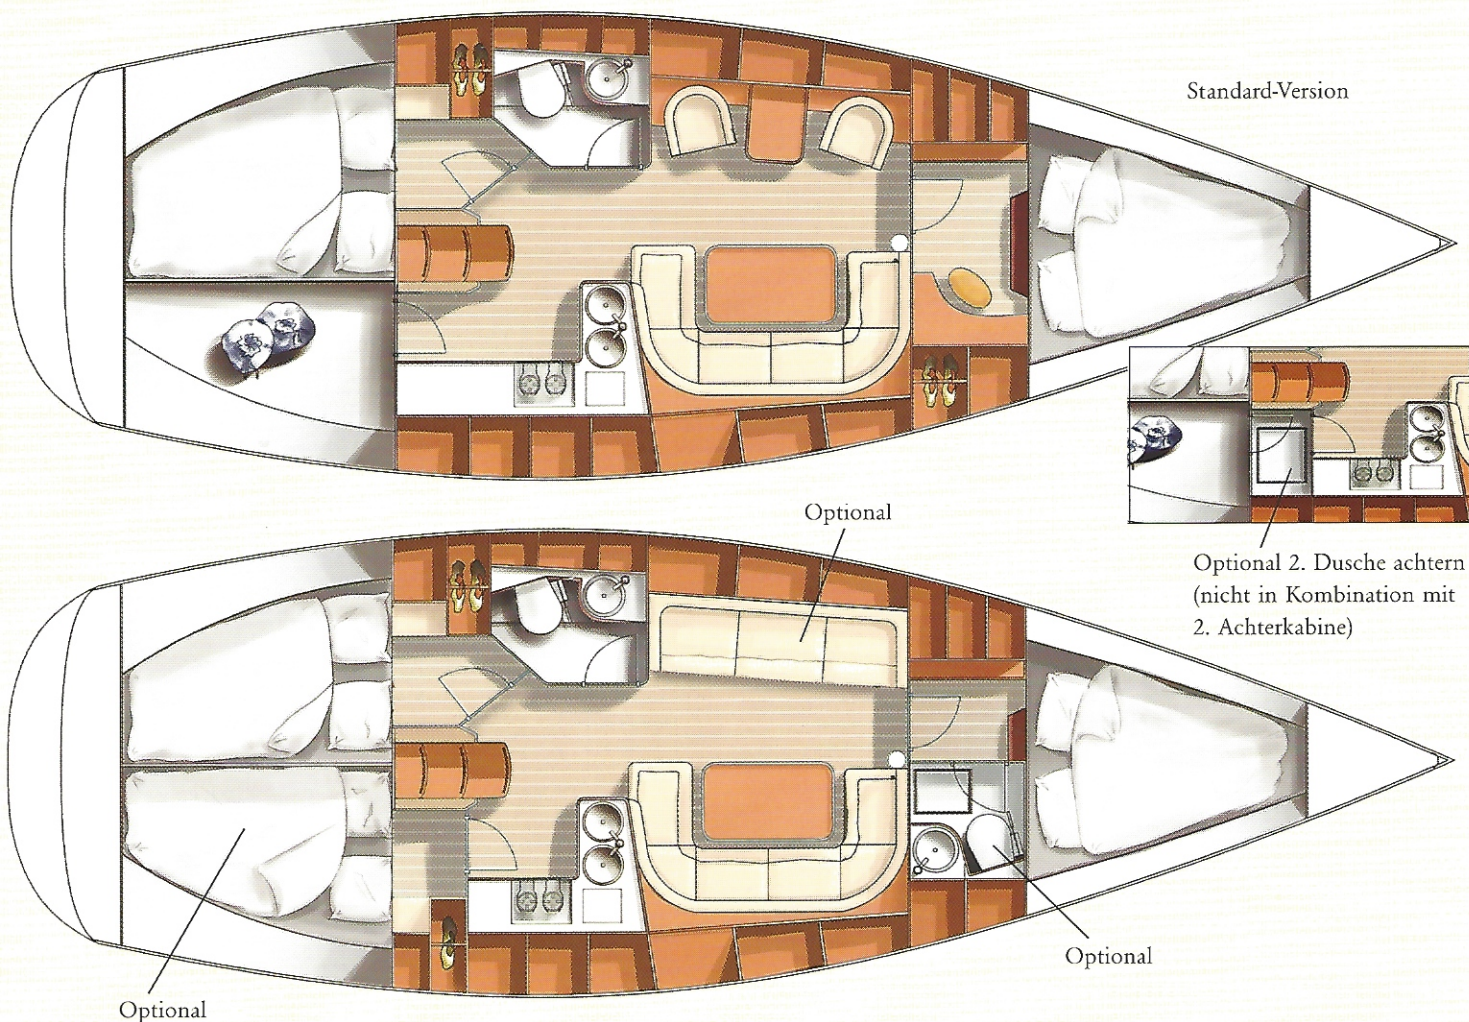 Standard-Version
Optional
Optional 2. Dusche achtern
(nicht in Kombination mit
2. Achterkabine)
Optional
Optional